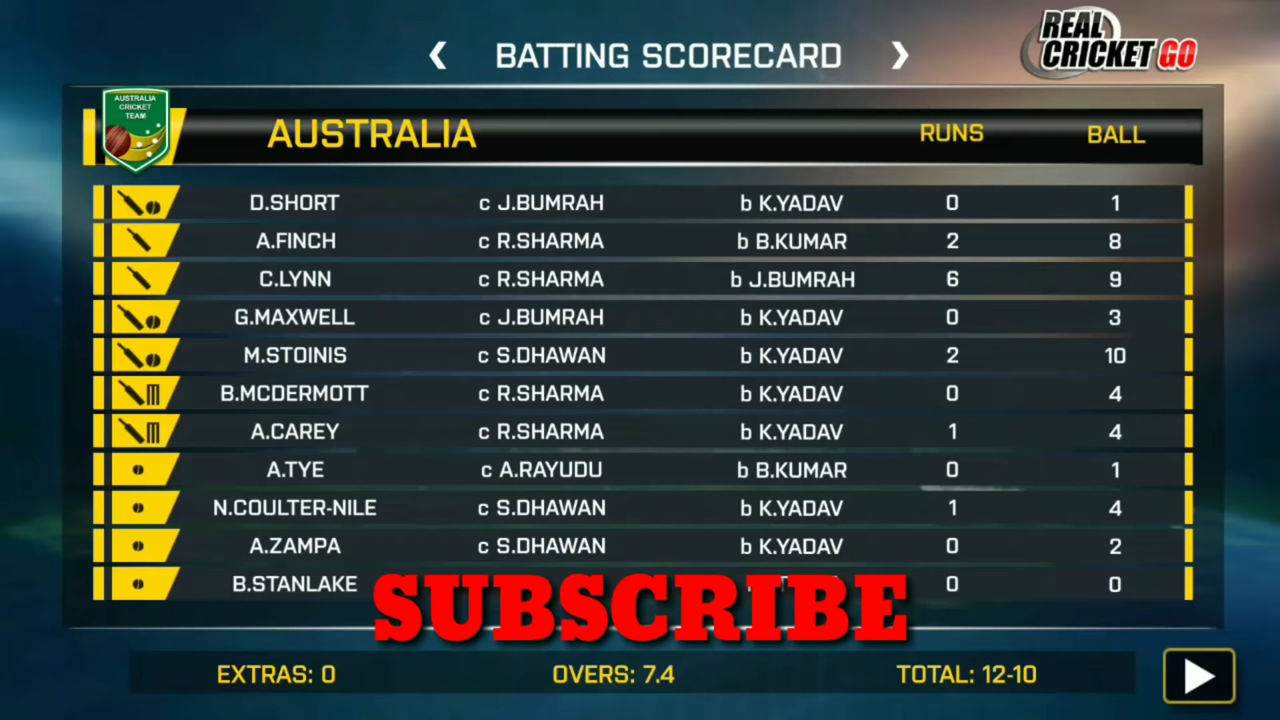 BATTING SCORECARD
REAL
CRICKET GO
AUSTRALIA
CRICKET
TEAM
AUSTRALIA RUNS BALL
D.SHORT c J.BUMRAH b K.YADAV 0 1
A.FINCH c R.SHARMA b B.KUMAR 2 8
C.LYNN c R.SHARMA b J.BUMRAH 6 9
G.MAXWELL c J.BUMRAH b K.YADAV 0 3
M.STOINIS c S.DHAWAN b K.YADAV 2 10
B.MCDERMOTT c R.SHARMA b K.YADAV 0 4
A.CAREY c R.SHARMA b K.YADAV 1 4
A.TYE c A.RAYUDU b B.KUMAR 0 1
N.COULTER-NILE c S.DHAWAN b K.YADAV 1 4
A.ZAMPA c S.DHAWAN b K.YADAV 0 2
B.STANLAKE 0 0
SUBSCRIBE
EXTRAS: 0 OVERS: 7.4 TOTAL: 12-10